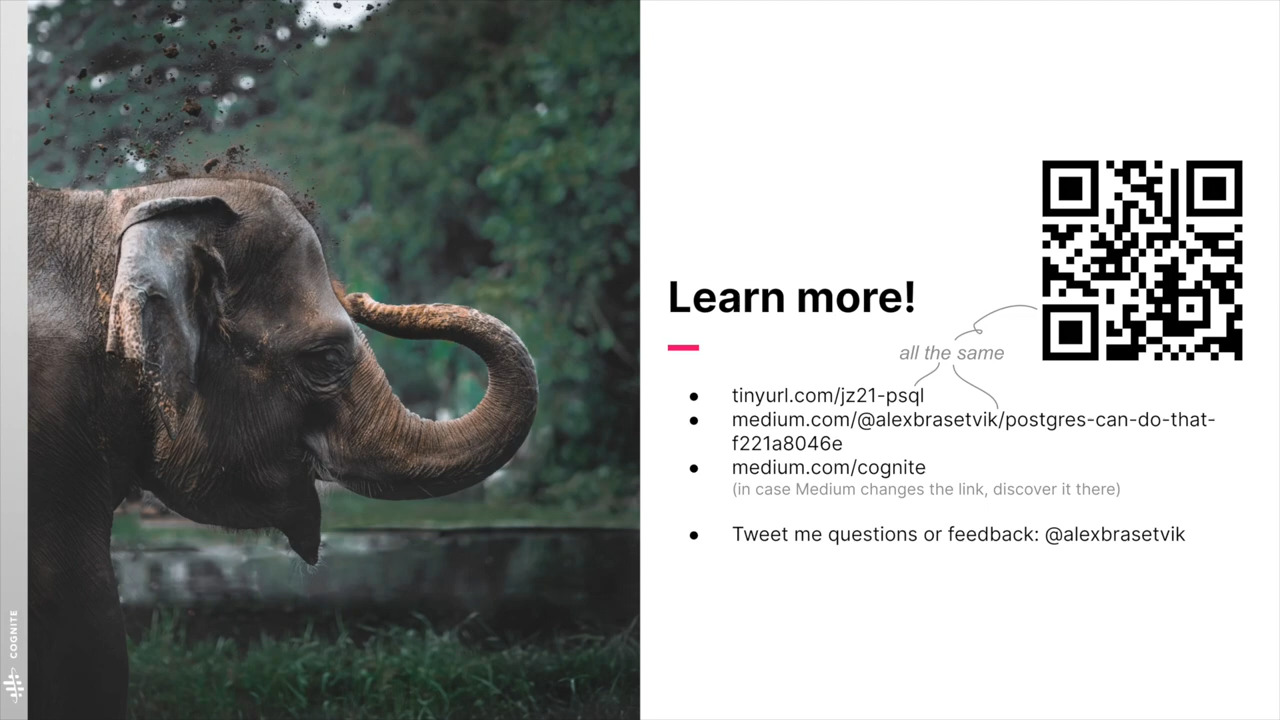 Learn more!
all the same
● tinyurl.com/jz21-psql
● medium.com/@alexbrasetvik/postgres-can-do-that-
f221a8046e
● medium.com/cognite
(in case Medium changes the link, discover it there)
● Tweet me questions or feedback: @alexbrasetvik
COGNITE